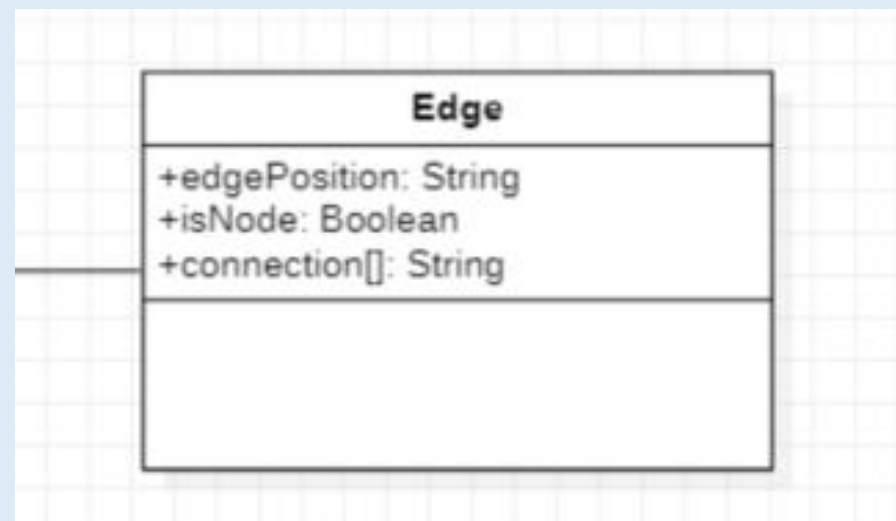 Edge
+edgePosition: String
+isNode: Boolean
+connection[]: String